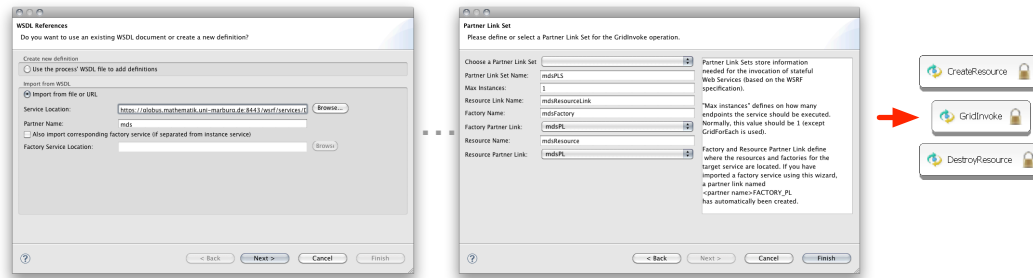 WSDL References
Do you want to use an existing WSDL document or create a new definition?
Create new definition
Use the process' WSDL file to add definitions
Import from WSDL
Import from file or URL
Service Location:
https://globus.mathematik.uni-marburg.de:8443/wsrf/services/
Browse...
Partner Name:
mds
Also import corresponding factory service (if separated from instance service)
Factory Service Location:
Browse
?
< Back
Next >
Cancel
Finish
Partner Link Set
Please define or select a Partner Link Set for the GridInvoke operation.
Choose a Partner Link Set
Partner Link Set Name:
mdsPLS
Max Instances:
1
Resource Link Name:
mdsResourceLink
Factory Name:
mdsFactory
Factory Partner Link:
mdsPL
Resource Name:
mdsResource
Resource Partner Link:
mdsPL
Partner Link Sets store information
needed for the invocation of stateful
Web Services (based on the WSRF
specification).
"Max instances" defines on how many
endpoints the service should be executed.
Normally, this value should be 1 (except
GridForEach is used).
Factory and Resource Partner Link define
where the resources and factories for the
target service are located. If you have
imported a factory service using this wizard,
a partner link named
<partner name>FACTORY_PL
has automatically been created.
?
< Back
Next >
Cancel
Finish
CreateResource
GridInvoke
DestroyResource